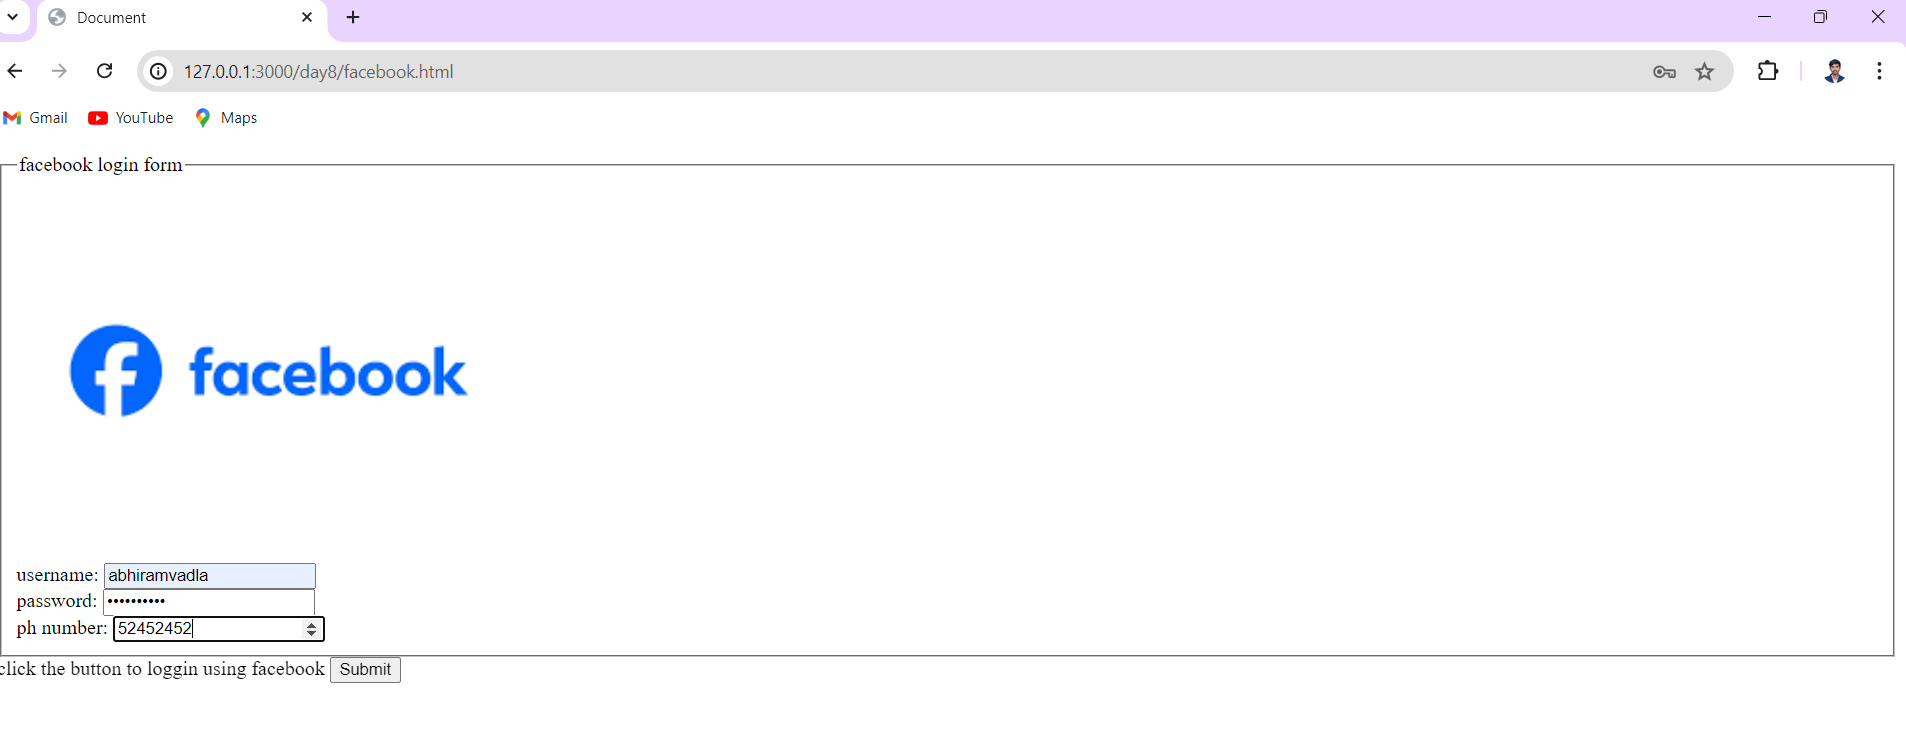 Document
127.0.0.1:3000/day8/facebook.html
Gmail YouTube Maps
facebook login form
facebook
username: abhiramvadla
password: ••••••••••
ph number: 52452452
click the button to loggin using facebook Submit